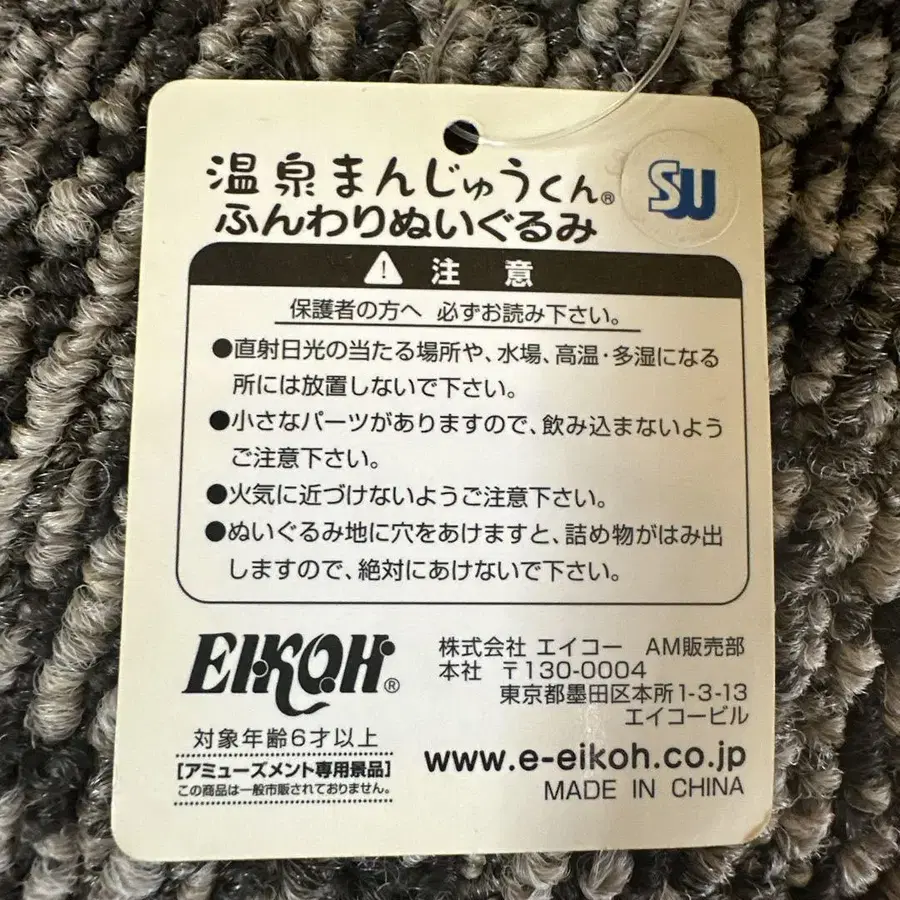 温泉まんじゅうくん®
ふんわりぬいぐるみ
SU
注意
保護者の方へ 必ずお読み下さい。
●直射日光の当たる場所や、水場、高温・多湿になる
所には放置しないで下さい。
●小さなパーツがありますので、飲み込まないよう
ご注意下さい。
●火気に近づけないようご注意下さい。
●ぬいぐるみ地に穴をあけますと、詰め物がはみ出
しますので、絶対にあけないで下さい。
EIKOH®
対象年齢6才以上
[アミューズメント専用景品]
この商品は一般市販されておりません。
株式会社 エイコー AM販売部
本社 〒130-0004
東京都墨田区本所1-3-13
エイコービル
www.e-eikoh.co.jp
MADE IN CHINA